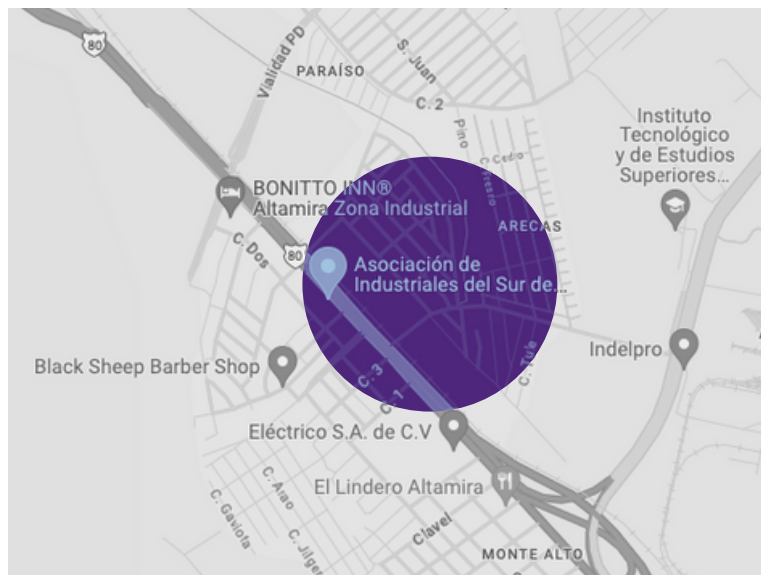 80
Vialidad PD
S. Juan
PARAÍSO
C. 2
Pino
Instituto
Tecnológico
y de Estudios
Superiores...
C. Cedro
C. Fresno
BONITTO INN®
Altamira Zona Industrial
ARECAS
C. Dos
80
Asociación de
Industriales del Sur de...
Indelpro
Black Sheep Barber Shop
C. 3
C. Tule
C. 1
Eléctrico S.A. de C.V
El Lindero Altamira
C. Arao
C. Gaviota
Clavel
C. Jilger
MONTE ALTO